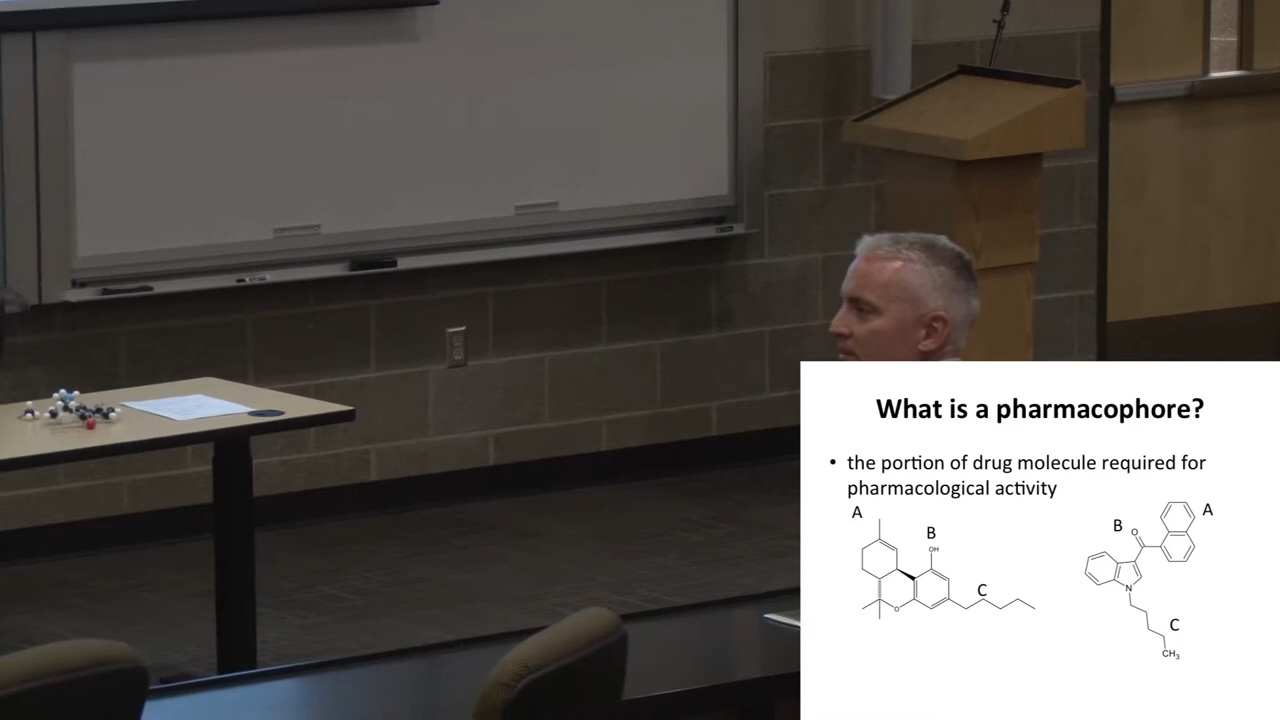 What is a pharmacophore?
• the portion of drug molecule required for
pharmacological activity
A
B
OH
C
O
A
B
O
N
C
CH3